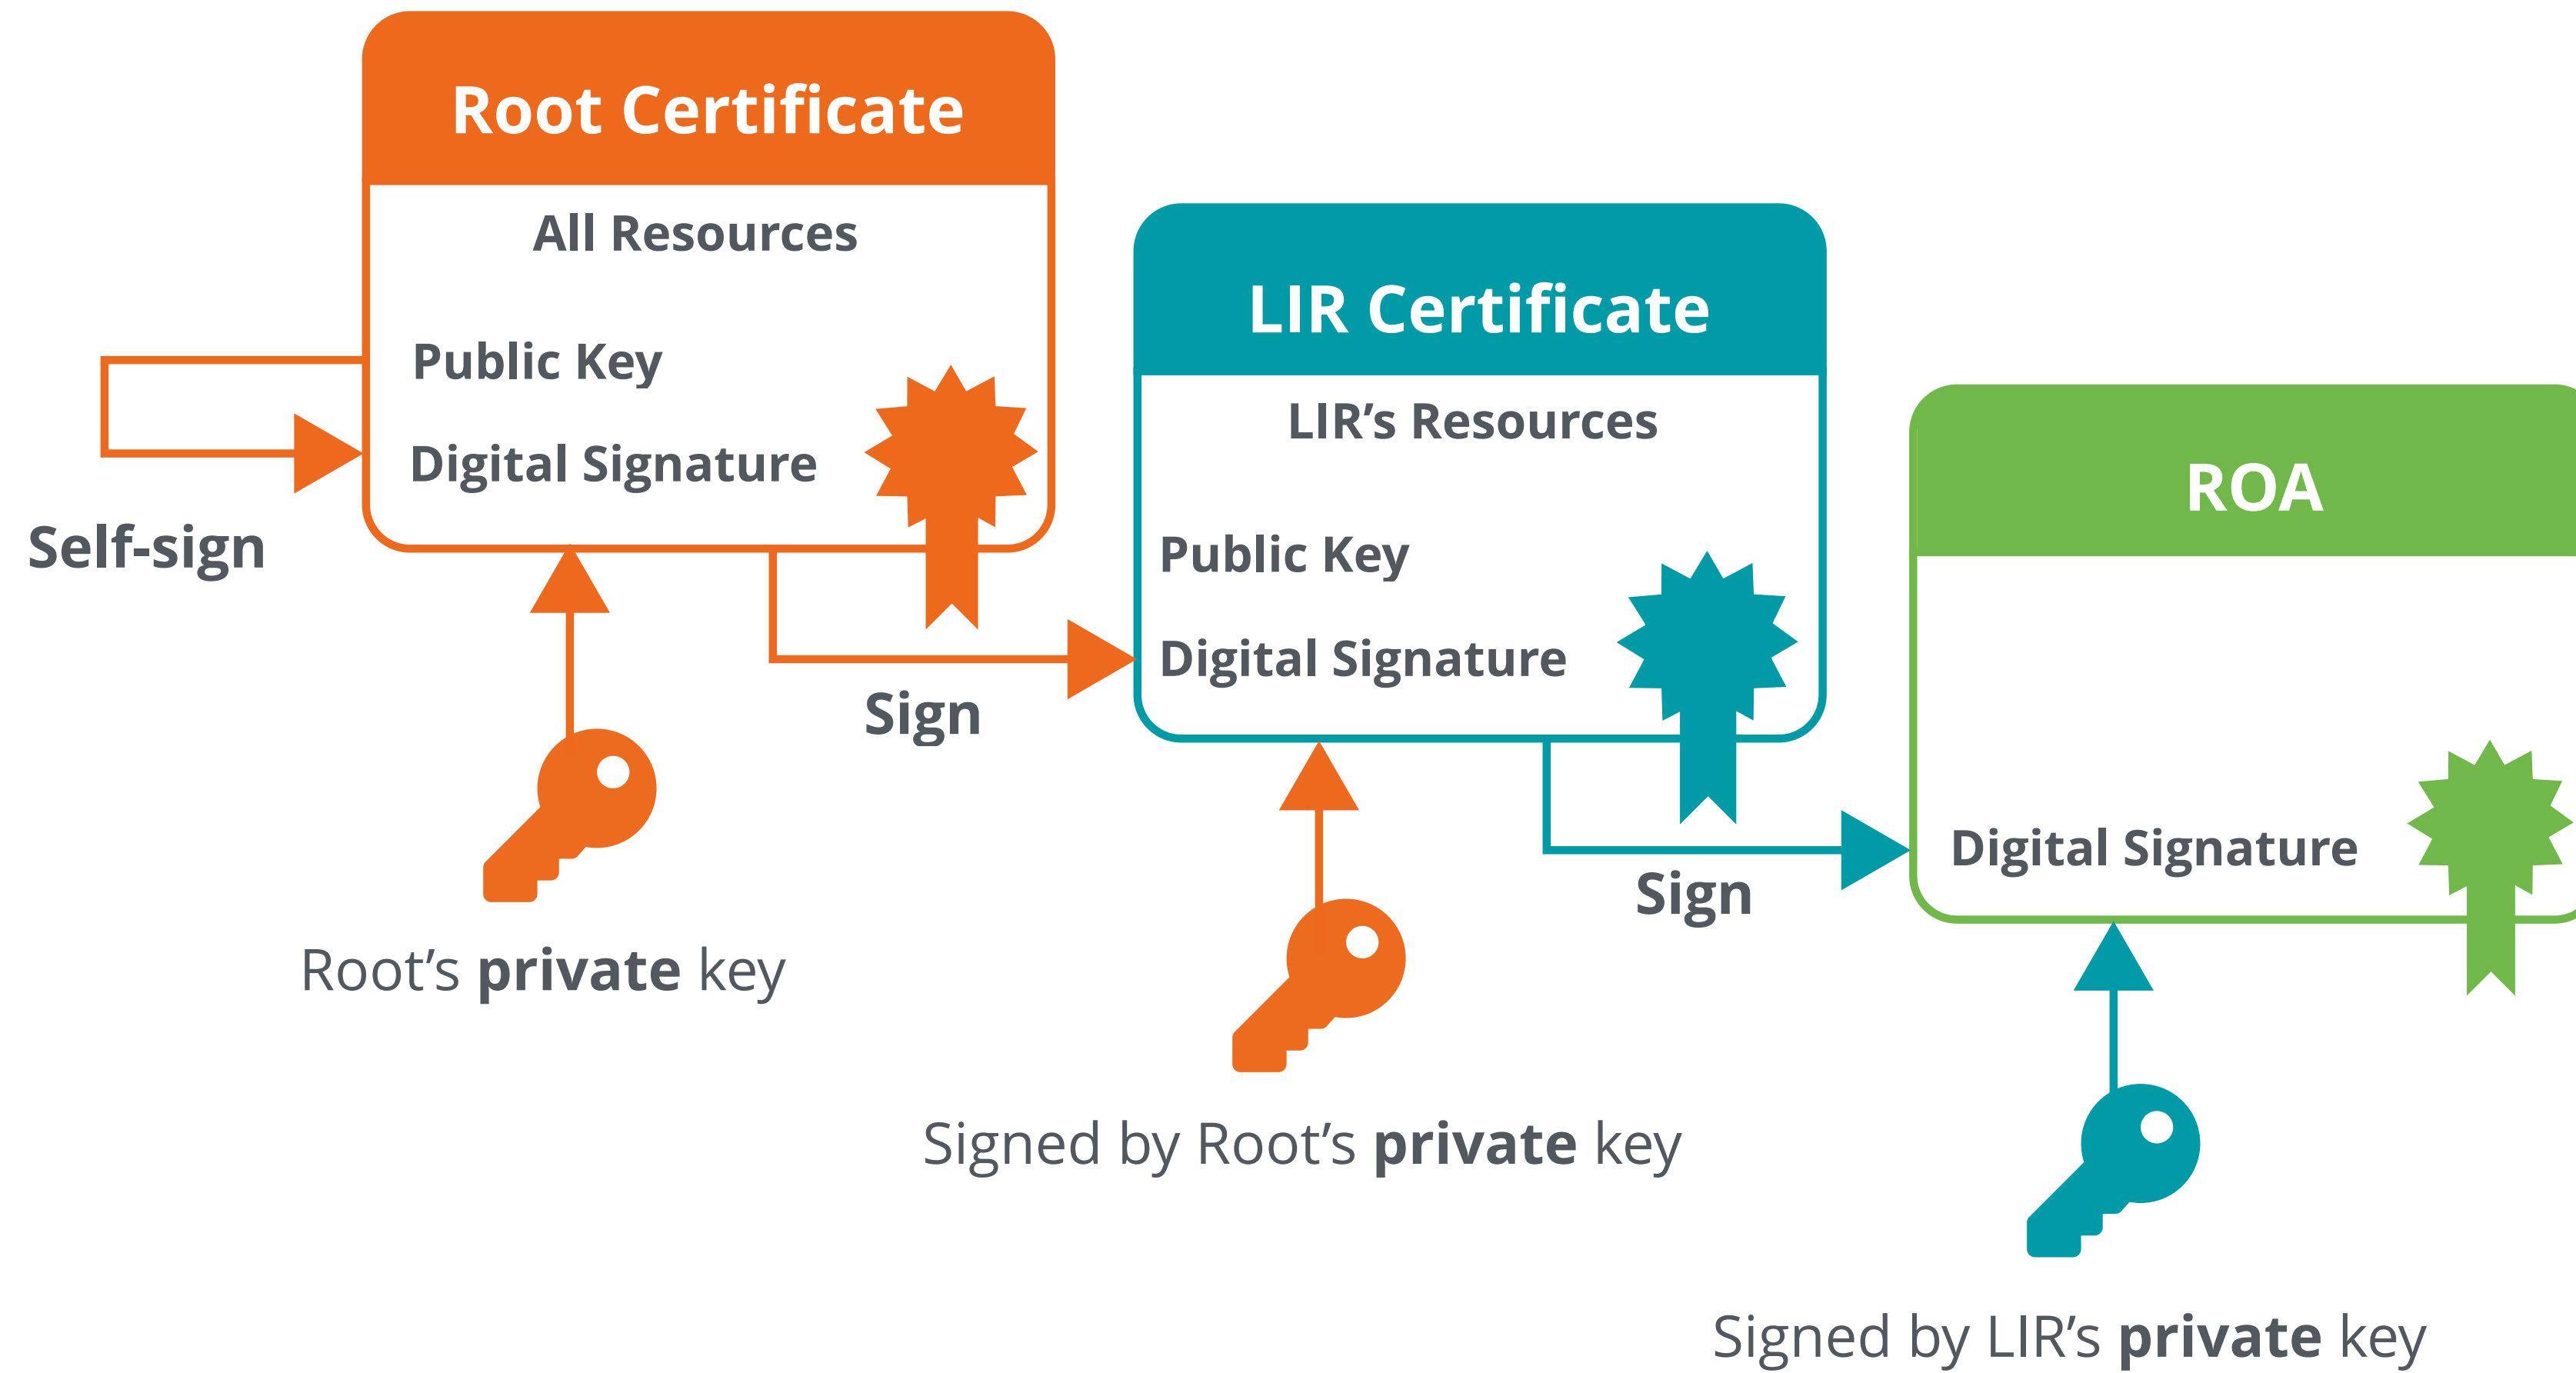 Root Certificate
All Resources
Public Key
Digital Signature
Self-sign
Root’s private key
Sign
LIR Certificate
LIR’s Resources
Public Key
Digital Signature
Signed by Root’s private key
Sign
ROA
Digital Signature
Signed by LIR’s private key